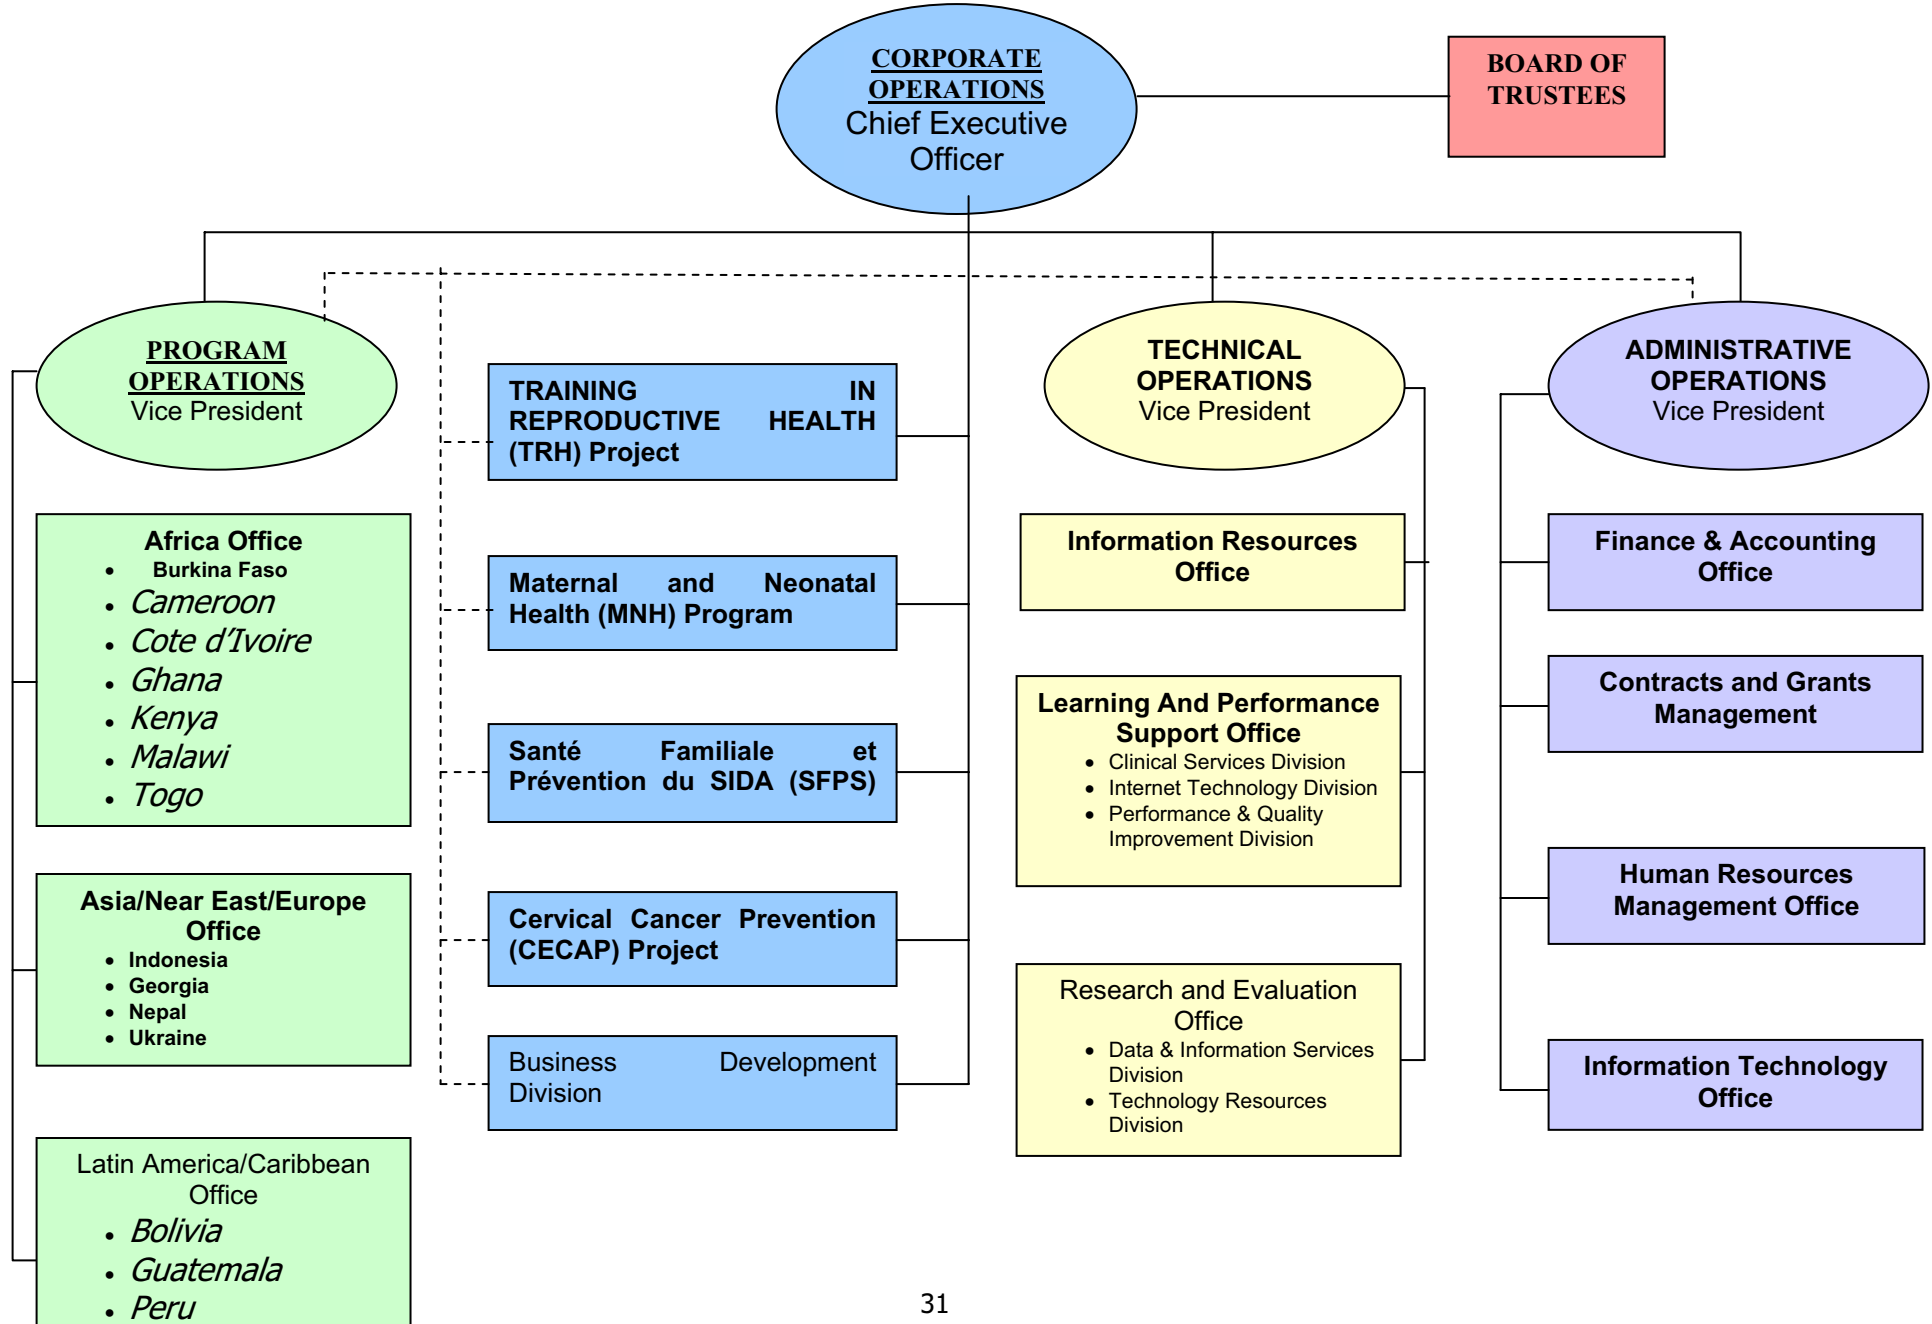 CORPORATE
OPERATIONS
Chief Executive
Officer
BOARD OF
TRUSTEES
PROGRAM
OPERATIONS
Vice President
Africa Office
• Burkina Faso
• Cameroon
• Cote d’Ivoire
• Ghana
• Kenya
• Malawi
• Togo
Asia/Near East/Europe
Office
• Indonesia
• Georgia
• Nepal
• Ukraine
Latin America/Caribbean
Office
• Bolivia
• Guatemala
• Peru
TRAINING IN
REPRODUCTIVE HEALTH
(TRH) Project
Maternal and Neonatal
Health (MNH) Program
Santé Familiale et
Prévention du SIDA (SFPS)
Cervical Cancer Prevention
(CECAP) Project
Business Development
Division
TECHNICAL
OPERATIONS
Vice President
Information Resources
Office
Learning And Performance
Support Office
• Clinical Services Division
• Internet Technology Division
• Performance & Quality
Improvement Division
Research and Evaluation
Office
• Data & Information Services
Division
• Technology Resources
Division
ADMINISTRATIVE
OPERATIONS
Vice President
Finance & Accounting
Office
Contracts and Grants
Management
Human Resources
Management Office
Information Technology
Office
31